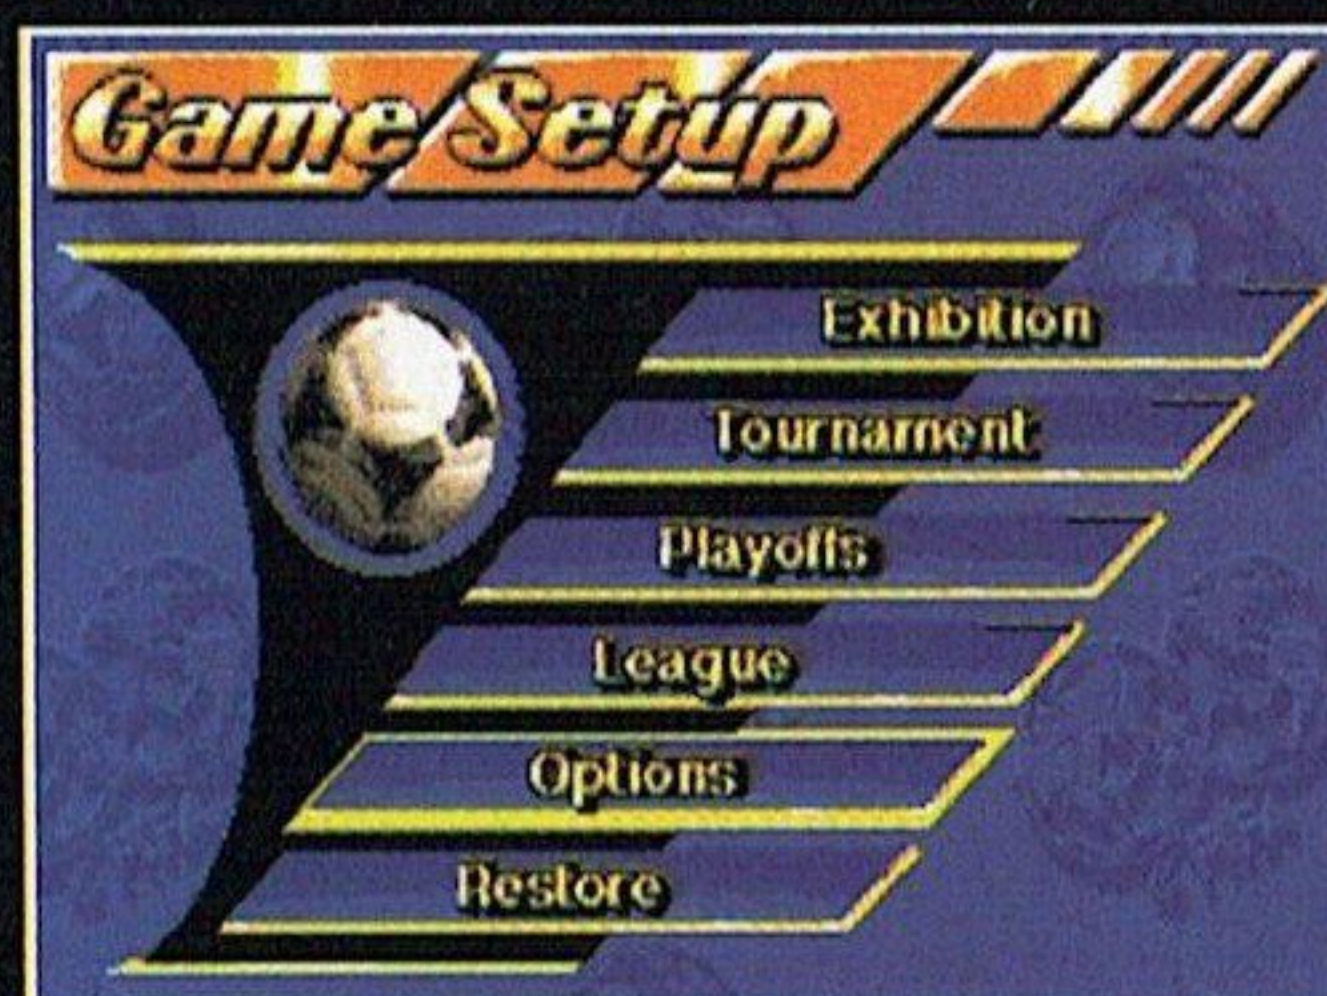 Game Setup
Exhibition
Tournament
Playoffs
League
Options
Restore